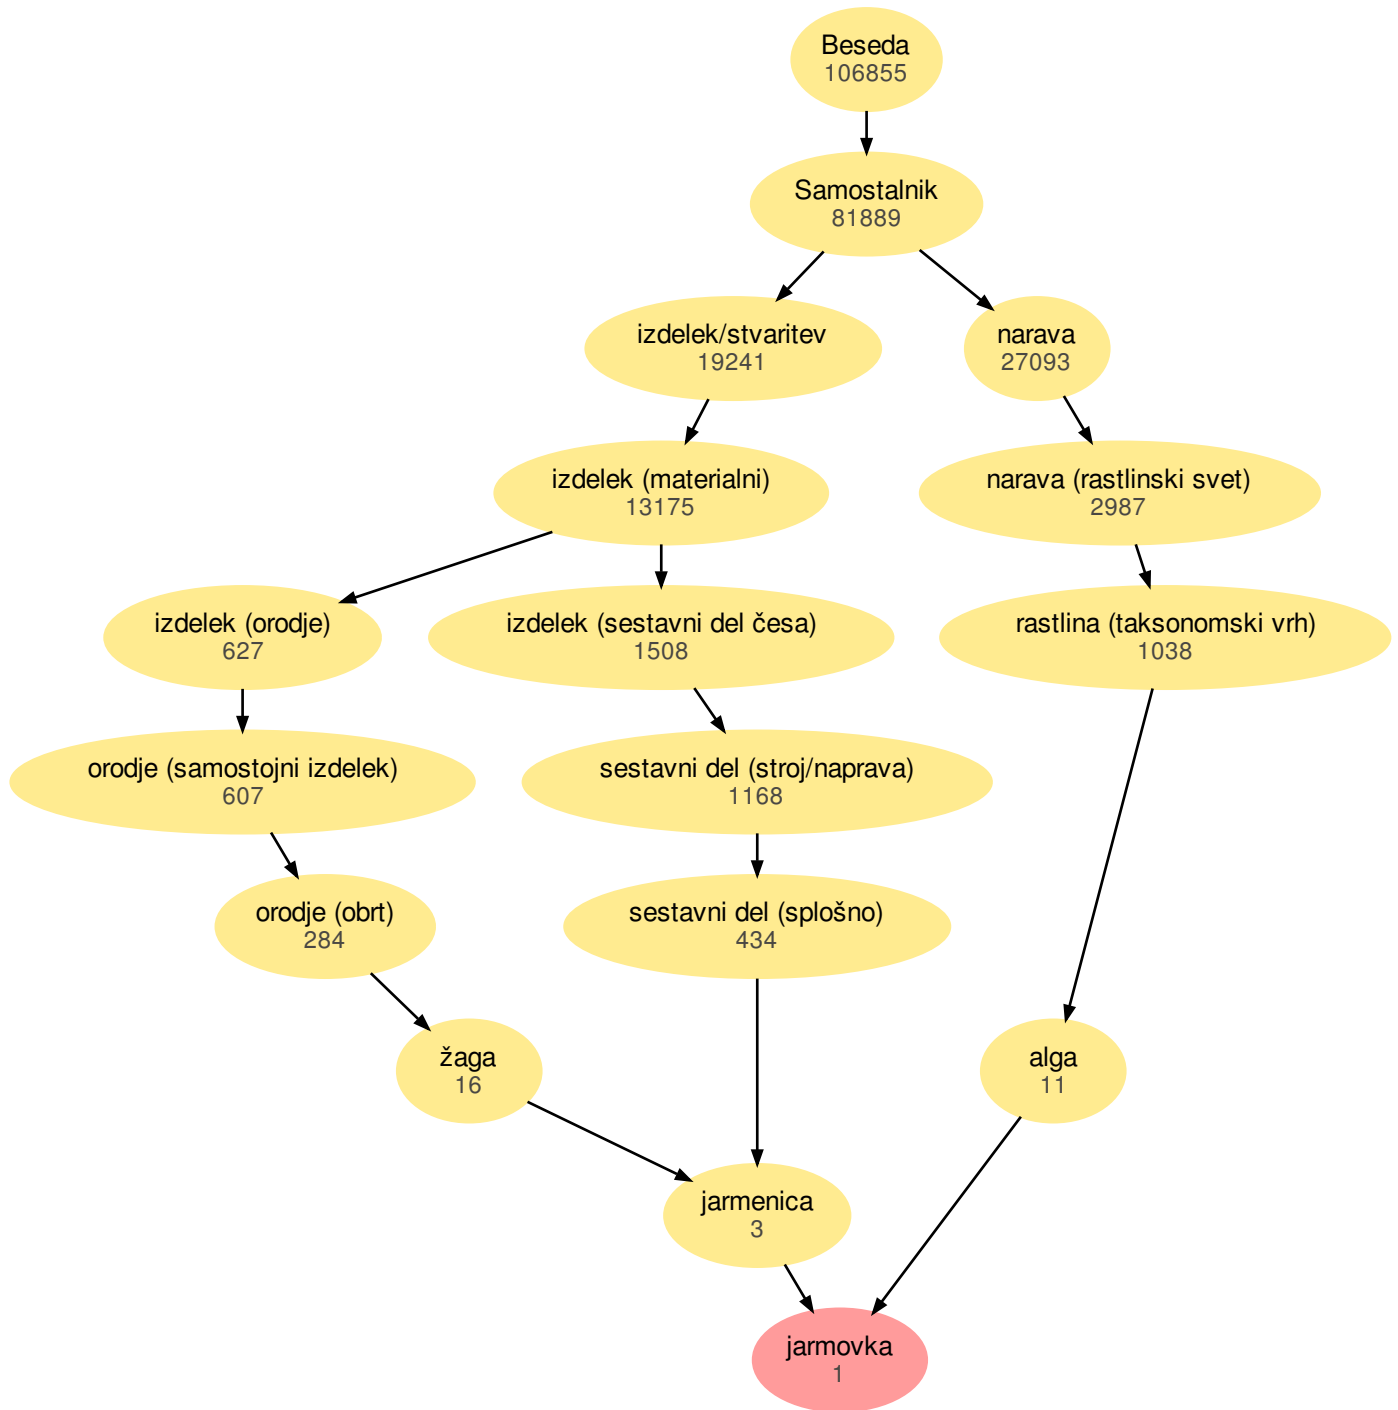 Beseda
106855
Samostalnik
81889
izdelek/stvaritev
19241
narava
27093
izdelek (materialni)
13175
narava (rastlinski svet)
2987
izdelek (orodje)
627
izdelek (sestavni del česa)
1508
rastlina (taksonomski vrh)
1038
orodje (samostojni izdelek)
607
sestavni del (stroj/naprava)
1168
orodje (obrt)
284
sestavni del (splošno)
434
žaga
16
alga
11
jarmenica
3
jarmovka
1